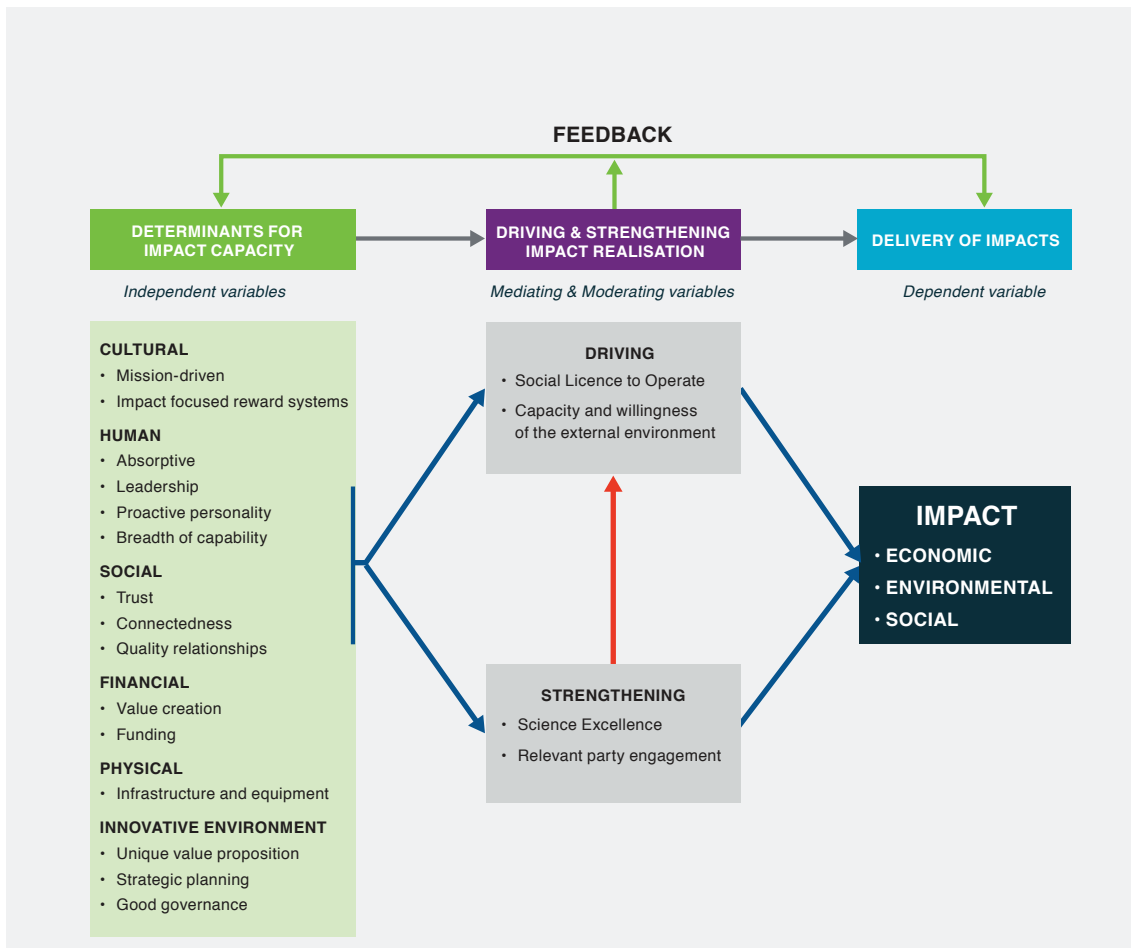 FEEDBACK
DETERMINANTS FOR
IMPACT CAPACITY
DRIVING & STRENGTHENING
IMPACT REALISATION
DELIVERY OF IMPACTS
Independent variables
Mediating & Moderating variables
Dependent variable
CULTURAL
• Mission-driven
• Impact focused reward systems
HUMAN
• Absorptive
• Leadership
• Proactive personality
• Breadth of capability
SOCIAL
• Trust
• Connectedness
• Quality relationships
FINANCIAL
• Value creation
• Funding
PHYSICAL
• Infrastructure and equipment
INNOVATIVE ENVIRONMENT
• Unique value proposition
• Strategic planning
• Good governance
DRIVING
• Social Licence to Operate
• Capacity and willingness
of the external environment
STRENGTHENING
• Science Excellence
• Relevant party engagement
IMPACT
• ECONOMIC
• ENVIRONMENTAL
• SOCIAL